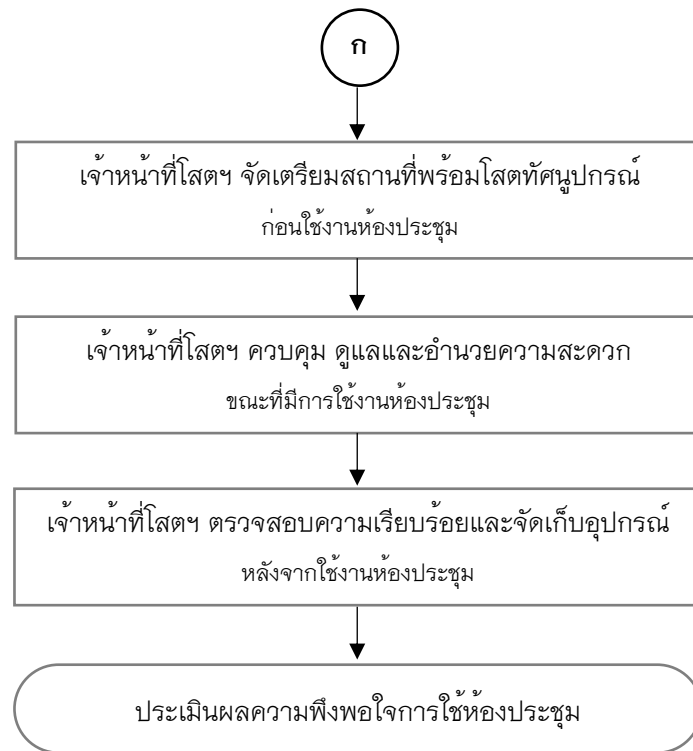 ก
เจ้าหน้าที่โสตฯ จัดเตรียมสถานที่พร้อมโสตทัศนูปกรณ์
ก่อนใช้งานห้องประชุม
เจ้าหน้าที่โสตฯ ควบคุม ดูแลและอำนวยความสะดวก
ขณะที่มีการใช้งานห้องประชุม
เจ้าหน้าที่โสตฯ ตรวจสอบความเรียบร้อยและจัดเก็บอุปกรณ์
หลังจากใช้งานห้องประชุม
ประเมินผลความพึงพอใจการใช้ห้องประชุม